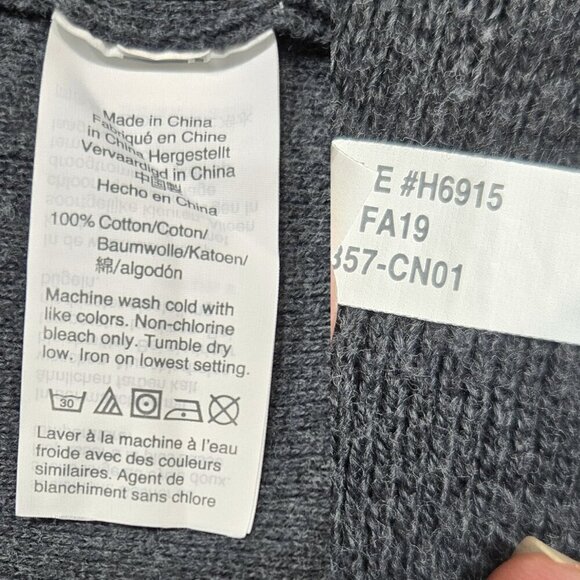 Made in China
Fabriqué en Chine
in China Hergestellt
Vervaardigd in China
中国製
Hecho en China
100% Cotton/Coton/
Baumwolle/Katoen/
綿/algodón
Machine wash cold with
like colors. Non-chlorine
bleach only. Tumble dry
low. Iron on lowest setting.
30
Laver à la machine à l'eau
froide avec des couleurs
similaires. Agent de
blanchiment sans chlore
E #H6915
FA19
357-CN01